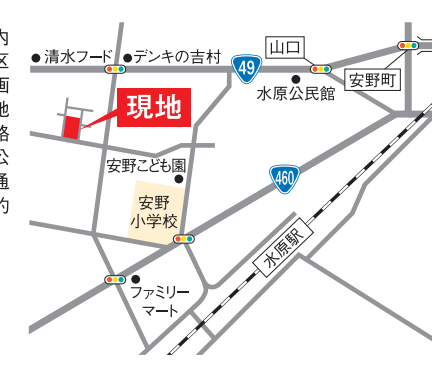 内
区
画
地
路
公
通
約
清水フード
デンキの吉村
49
山口
安野町
水原公民館
現地
安野こども園
460
安野
小学校
水原駅
ファミリー
マート